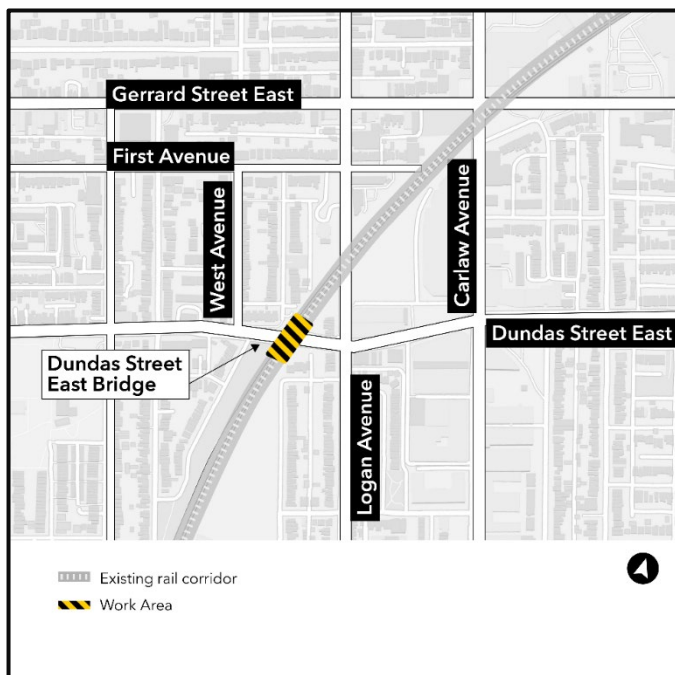 Gerrard Street East
First Avenue
West Avenue
Carlaw Avenue
Dundas Street East
Dundas Street
East Bridge
Logan Avenue
Existing rail corridor
Work Area